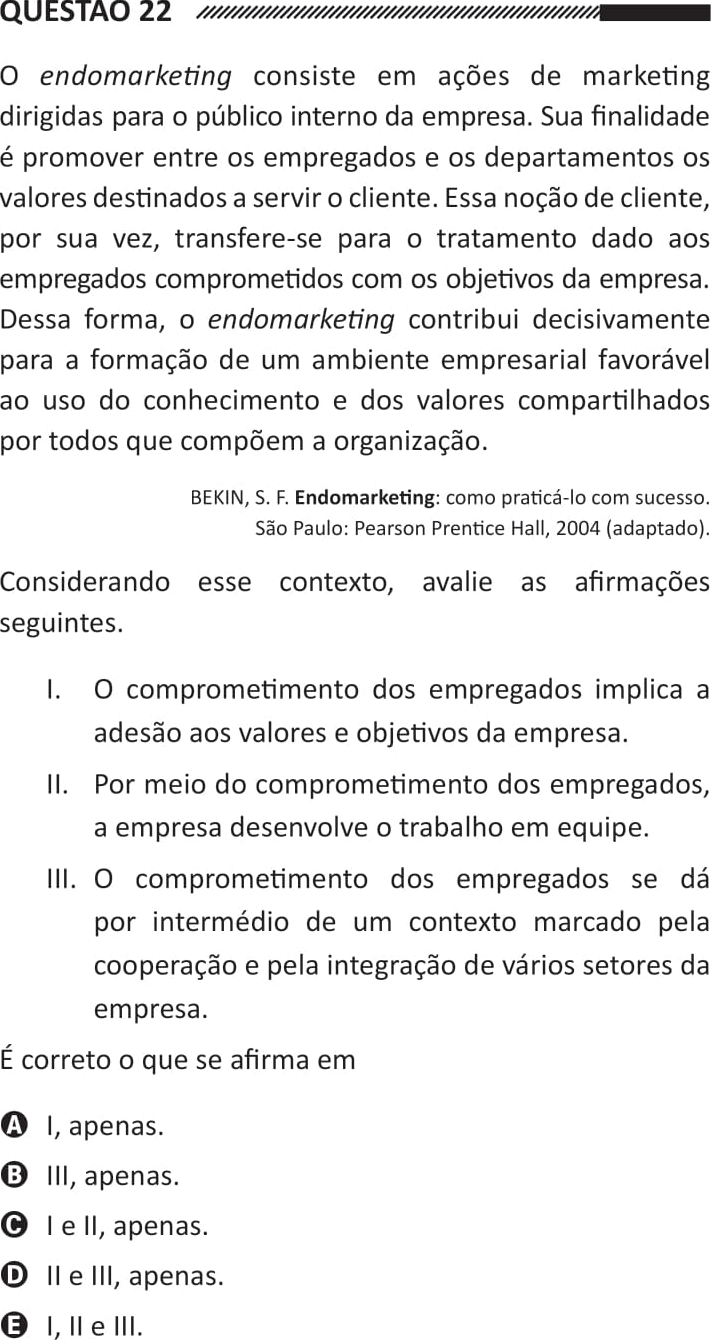 QUESTÃO 22
O endomarketing consiste em ações de marketing
dirigidas para o público interno da empresa. Sua finalidade
é promover entre os empregados e os departamentos os
valores destinados a servir o cliente. Essa noção de cliente,
por sua vez, transfere-se para o tratamento dado aos
empregados comprometidos com os objetivos da empresa.
Dessa forma, o endomarketing contribui decisivamente
para a formação de um ambiente empresarial favorável
ao uso do conhecimento e dos valores compartilhados
por todos que compõem a organização.
BEKIN, S. F. Endomarketing: como praticá-lo com sucesso.
São Paulo: Pearson Prentice Hall, 2004 (adaptado).
Considerando esse contexto, avalie as afirmações
seguintes.
I. O comprometimento dos empregados implica a
adesão aos valores e objetivos da empresa.
II. Por meio do comprometimento dos empregados,
a empresa desenvolve o trabalho em equipe.
III. O comprometimento dos empregados se dá
por intermédio de um contexto marcado pela
cooperação e pela integração de vários setores da
empresa.
É correto o que se afirma em
A I, apenas.
B III, apenas.
C I e II, apenas.
D II e III, apenas.
E I, II e III.